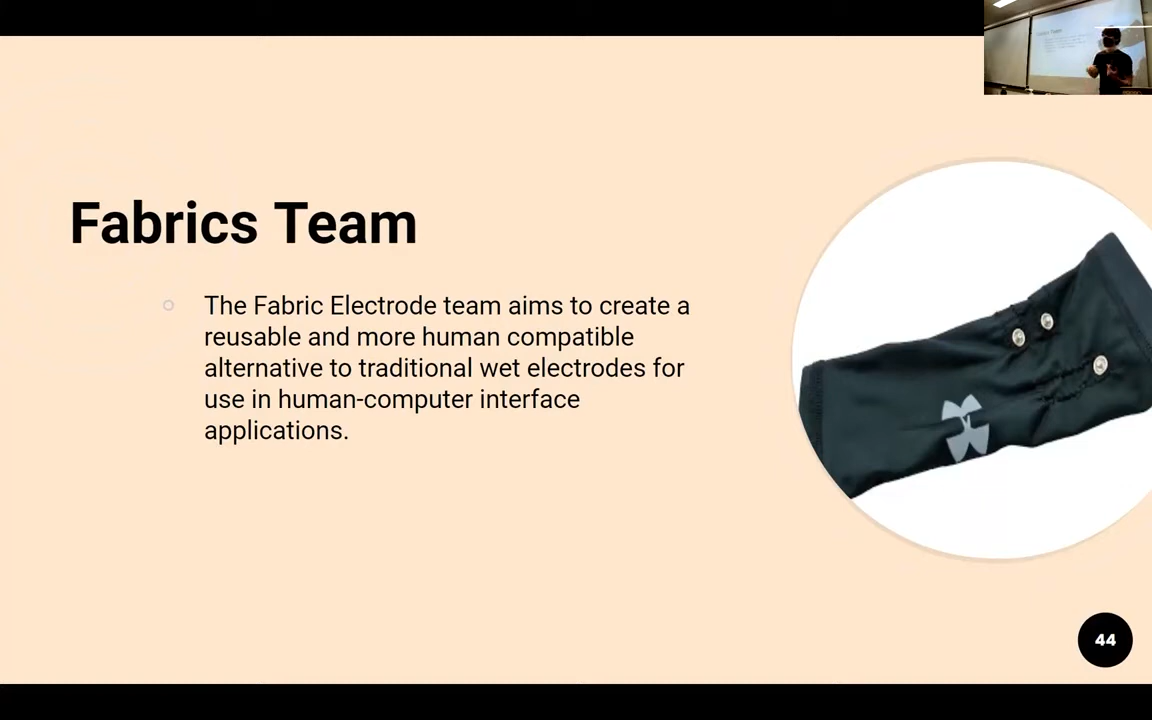 Fabrics Team
The Fabric Electrode team aims to create a
reusable and more human compatible
alternative to traditional wet electrodes for
use in human-computer interface
applications.
44